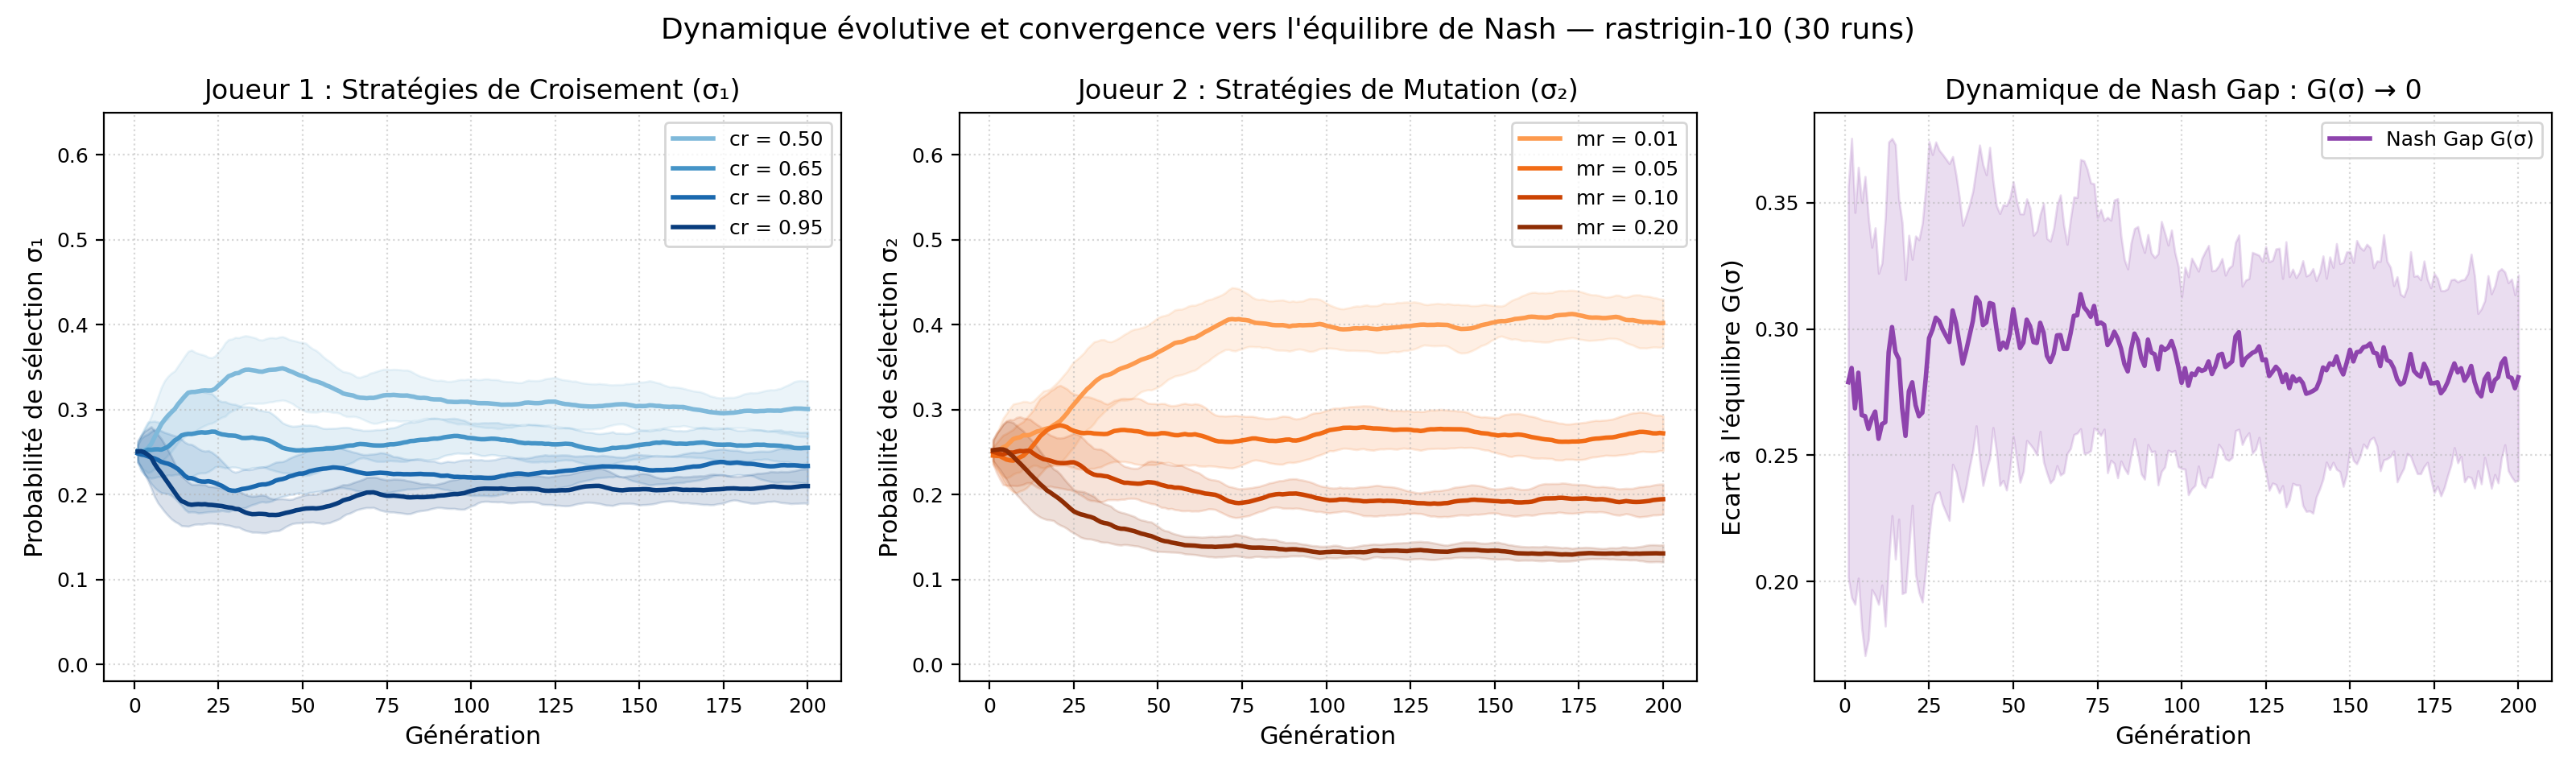 Dynamique évolutive et convergence vers l'équilibre de Nash — rastrigin-10 (30 runs)
Joueur 1 : Stratégies de Croisement (σ₁)
Probabilité de sélection σ₁
0.6
0.5
0.4
0.3
0.2
0.1
0.0
cr = 0.50
cr = 0.65
cr = 0.80
cr = 0.95
0 25 50 75 100 125 150 175 200
Génération
Joueur 2 : Stratégies de Mutation (σ₂)
Probabilité de sélection σ₂
0.6
0.5
0.4
0.3
0.2
0.1
0.0
mr = 0.01
mr = 0.05
mr = 0.10
mr = 0.20
0 25 50 75 100 125 150 175 200
Génération
Dynamique de Nash Gap : G(σ) → 0
Ecart à l'équilibre G(σ)
0.35
0.30
0.25
0.20
Nash Gap G(σ)
0 25 50 75 100 125 150 175 200
Génération